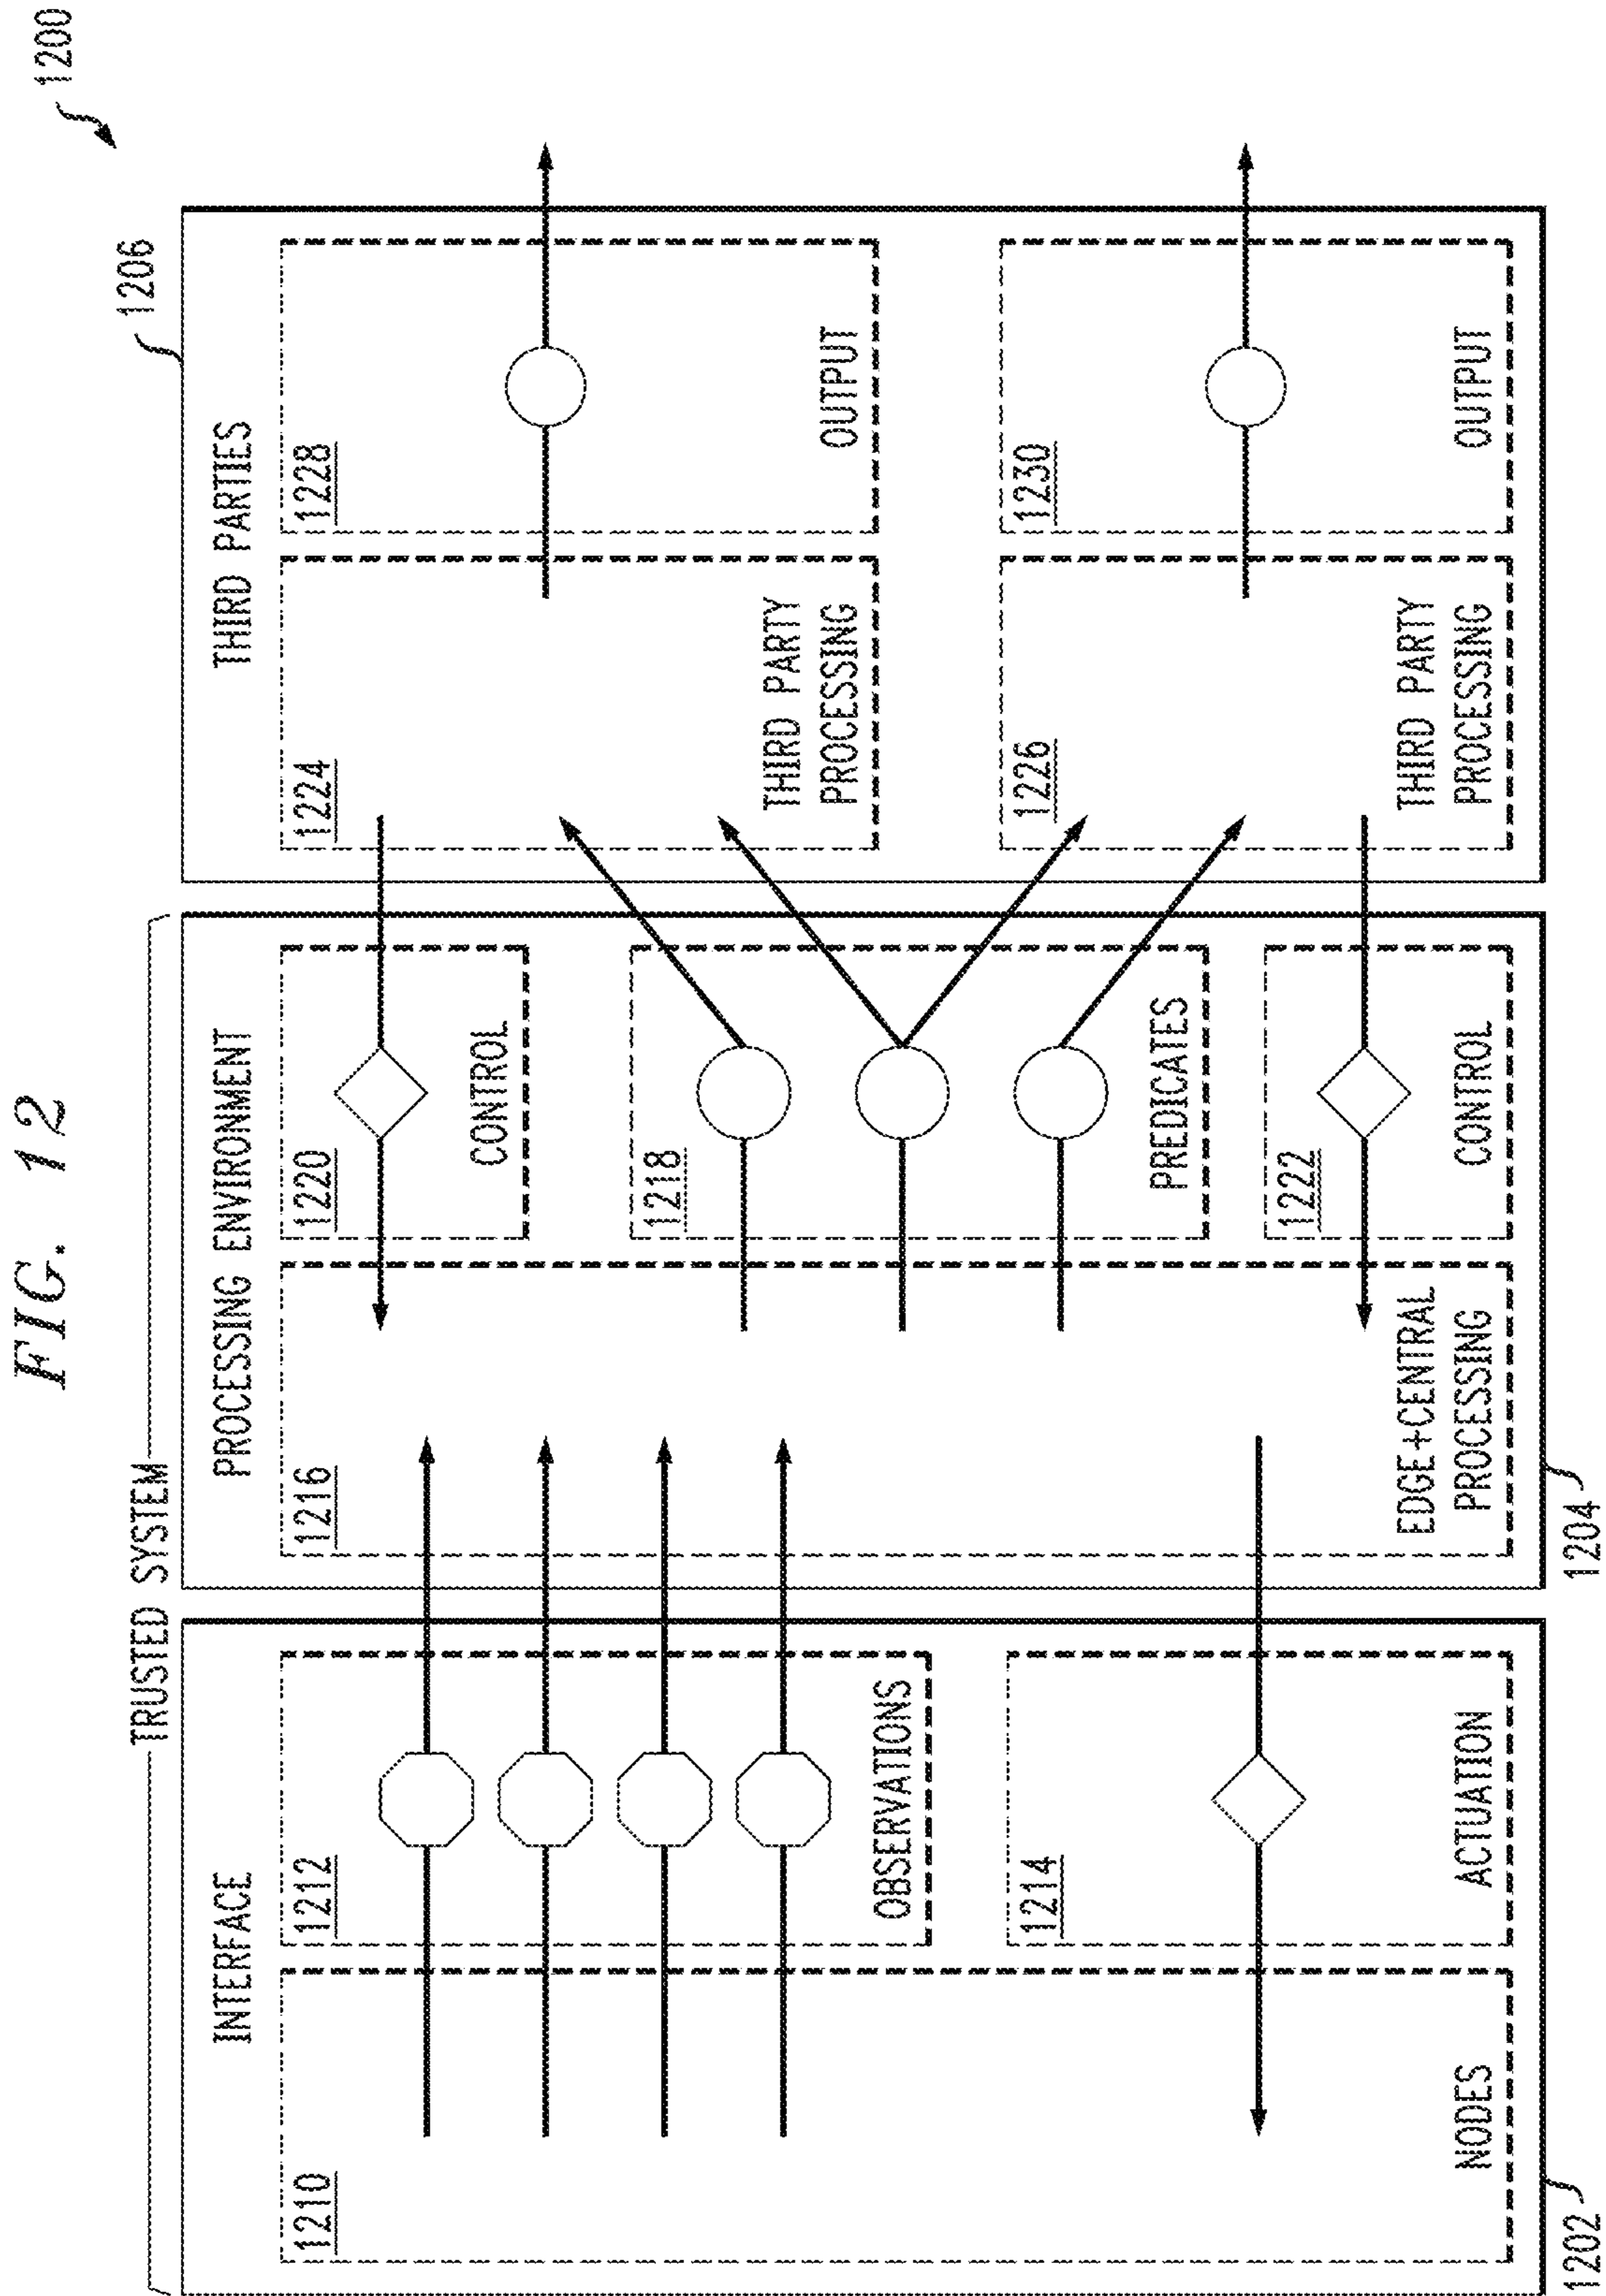 FIG. 12
1200
TRUSTED SYSTEM
INTERFACE
1210
NODES
1212
OBSERVATIONS
1214
ACTUATION
1202
PROCESSING ENVIRONMENT
1216
EDGE+CENTRAL
PROCESSING
1220
CONTROL
1218
PREDICATES
1222
CONTROL
1204
THIRD PARTIES
1206
1224
THIRD PARTY
PROCESSING
1228
OUTPUT
1226
THIRD PARTY
PROCESSING
1230
OUTPUT